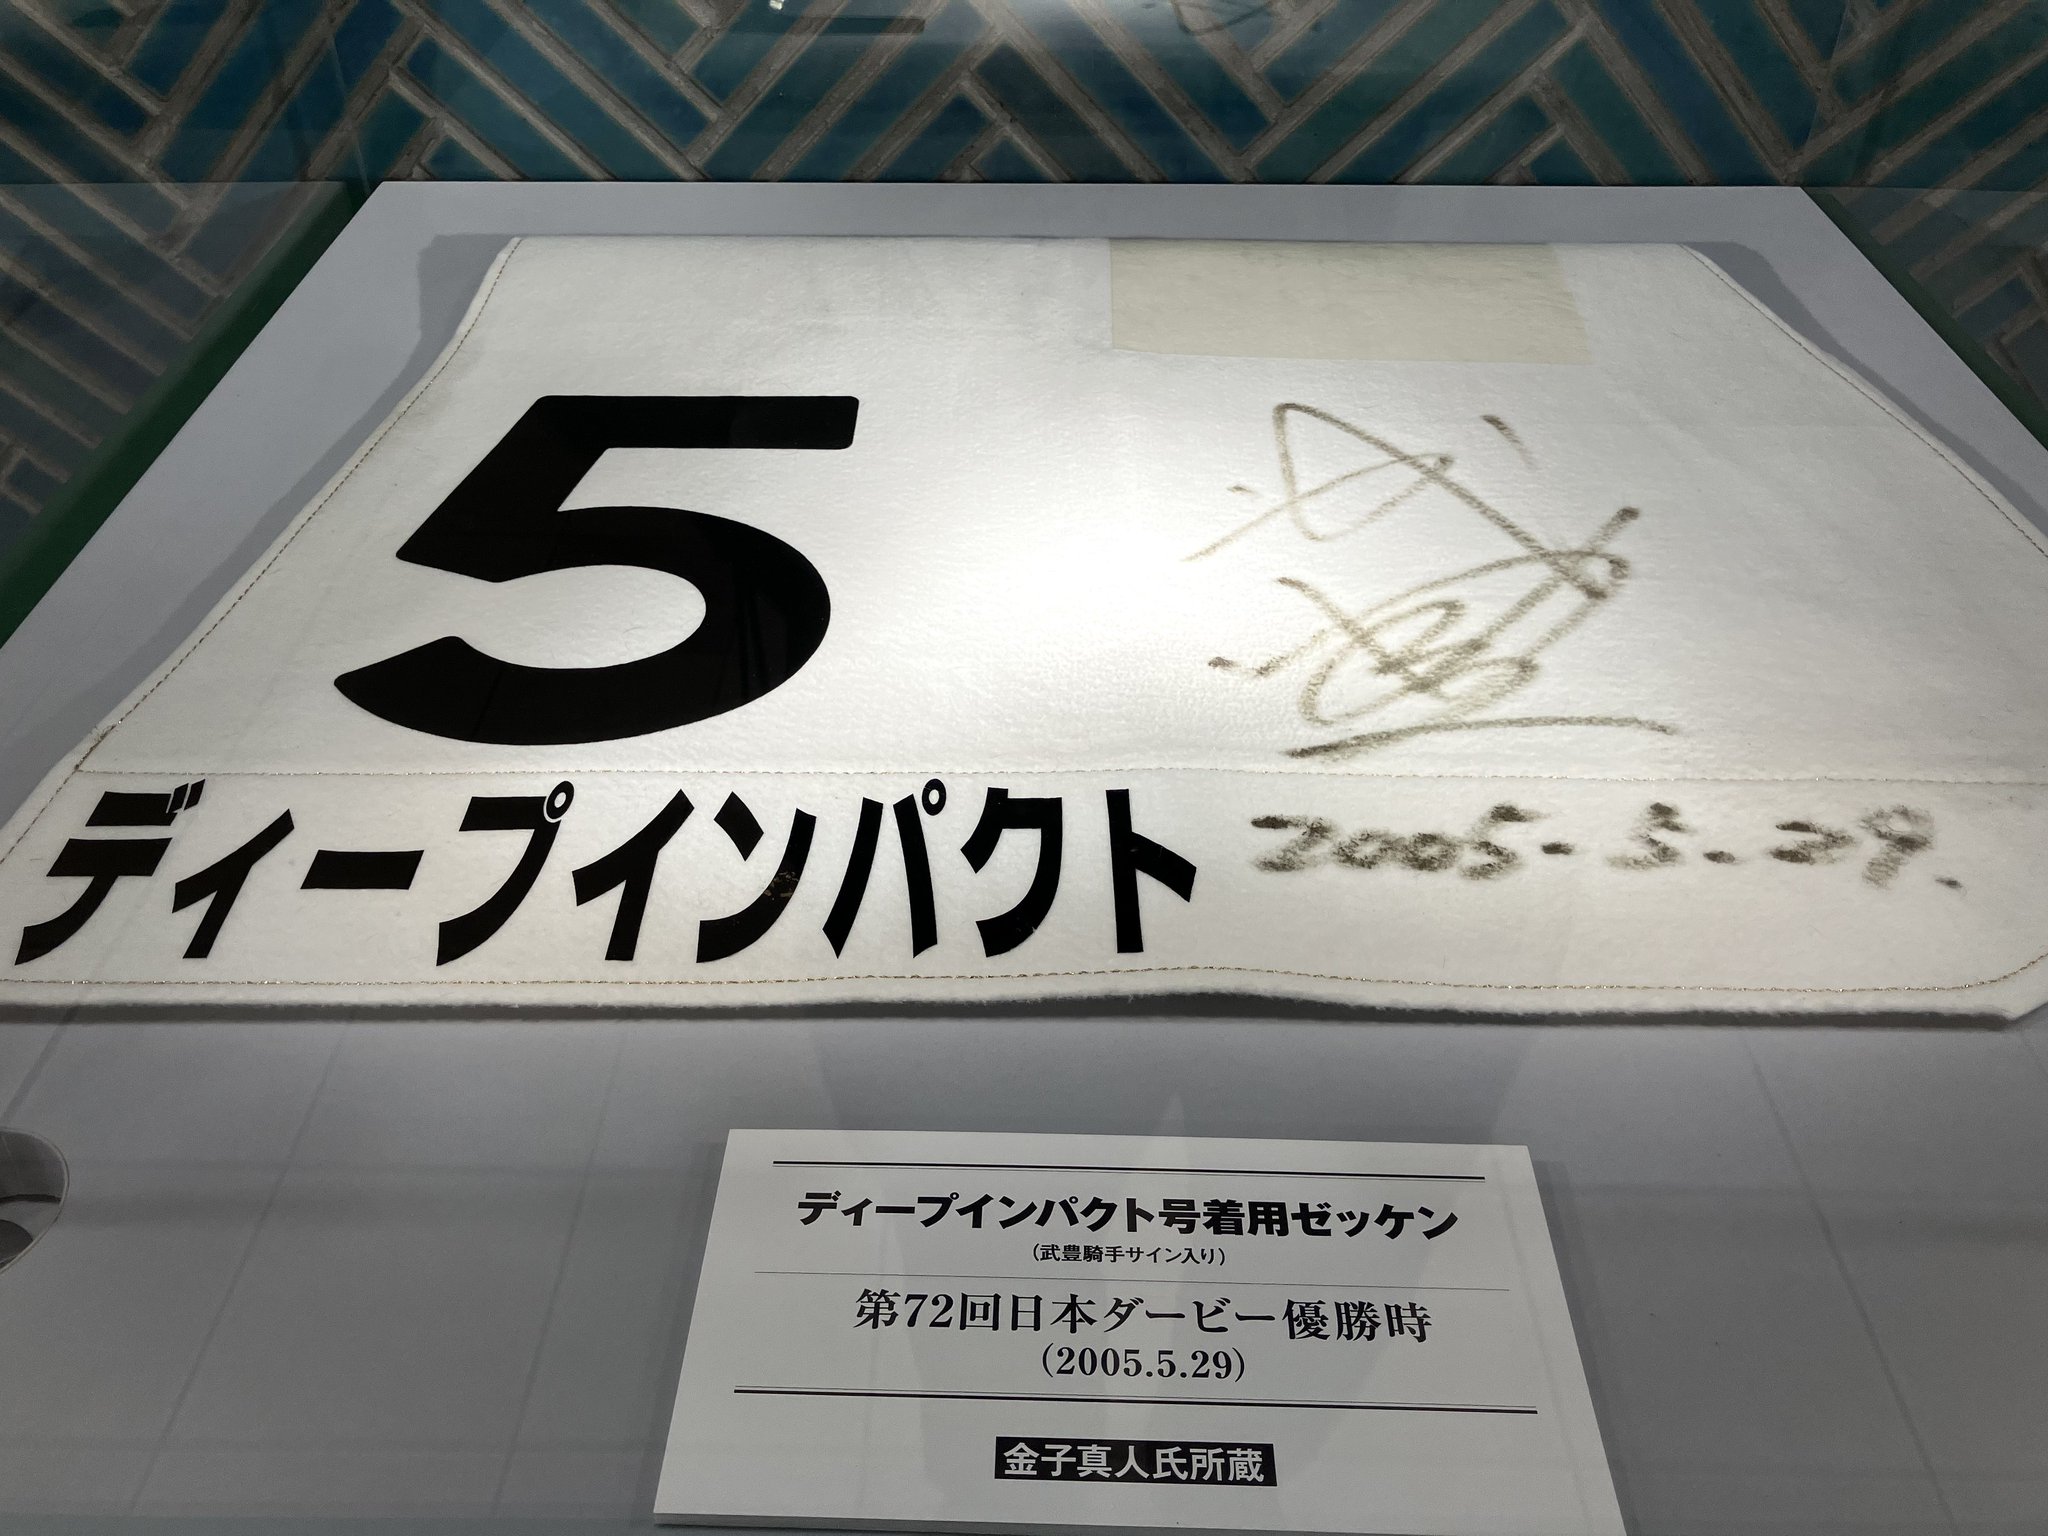 5
ディープインパクト
2005.5.29.
ディープインパクト号着用ゼッケン
(武豊騎手サイン入り)
第72回日本ダービー優勝時
(2005.5.29)
金子真人氏所蔵